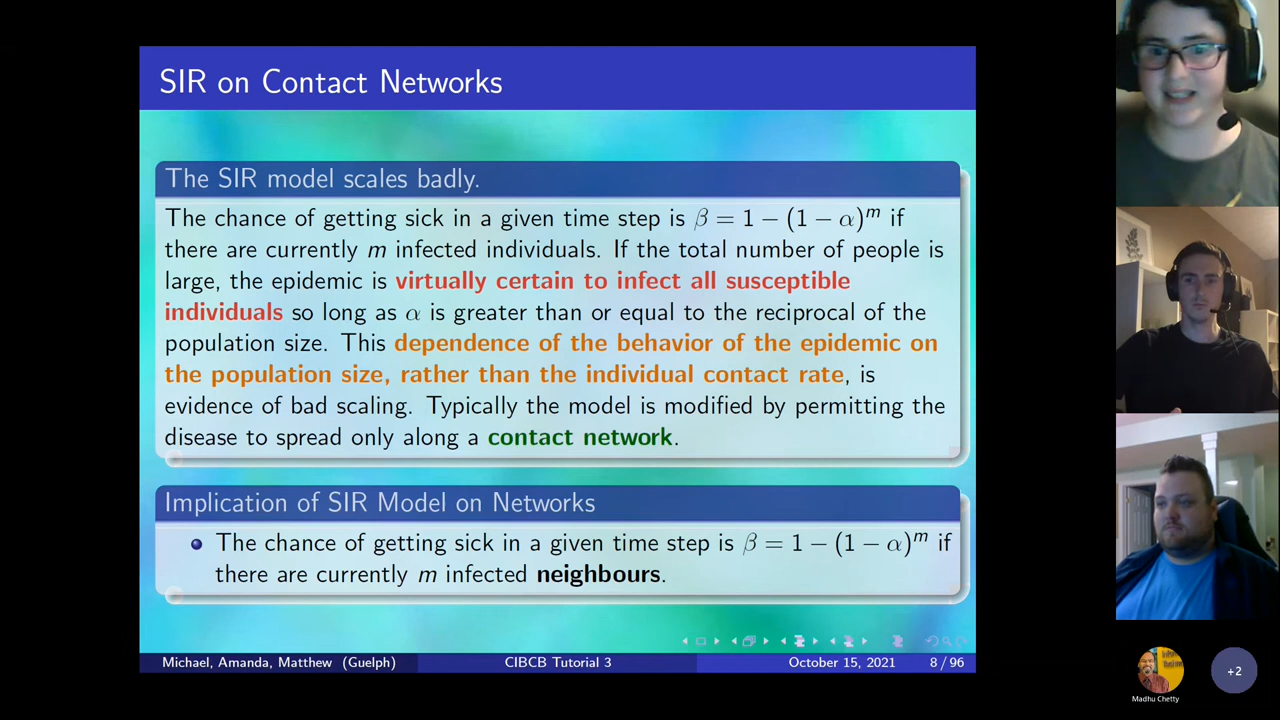 SIR on Contact Networks
The SIR model scales badly.
The chance of getting sick in a given time step is β = 1 − (1 − α)^m if
there are currently m infected individuals. If the total number of people is
large, the epidemic is virtually certain to infect all susceptible
individuals so long as α is greater than or equal to the reciprocal of the
population size. This dependence of the behavior of the epidemic on
the population size, rather than the individual contact rate, is
evidence of bad scaling. Typically the model is modified by permitting the
disease to spread only along a contact network.
Implication of SIR Model on Networks
The chance of getting sick in a given time step is β = 1 − (1 − α)^m if
there are currently m infected neighbours.
Michael, Amanda, Matthew (Guelph) CIBCB Tutorial 3 October 15, 2021 8 / 96
Madhu Chetty
+2